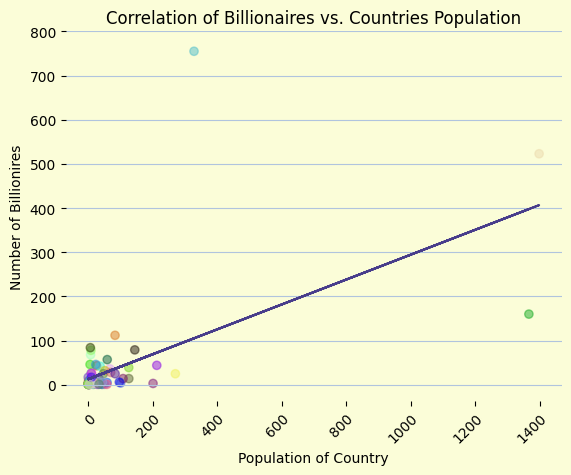 Correlation of Billionaires vs. Countries Population
800
700
600
500
400
300
200
100
0
Number of Billionires
0 200 400 600 800 1000 1200 1400
Population of Country